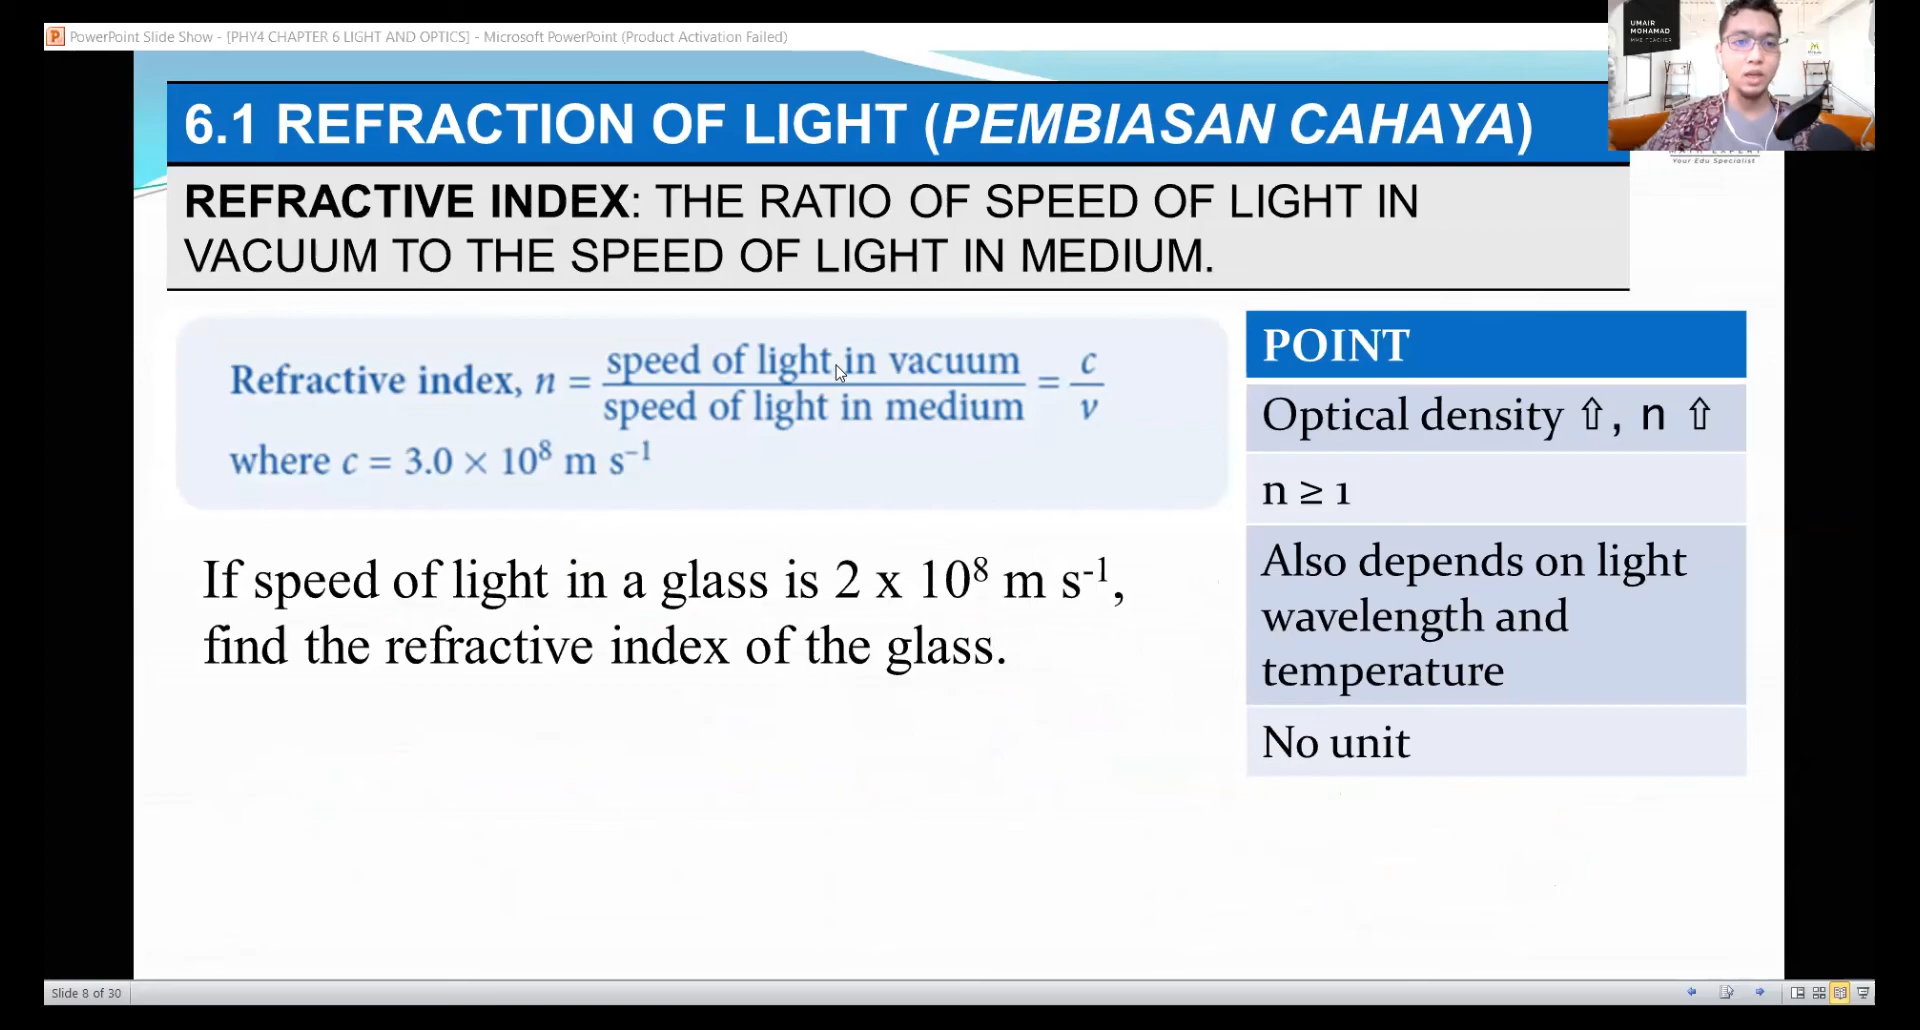 PowerPoint Slide Show - [PHY4 CHAPTER 6 LIGHT AND OPTICS] - Microsoft PowerPoint (Product Activation Failed)
UMAIR
MOHAMAD
6.1 REFRACTION OF LIGHT (PEMBIASAN CAHAYA)
Your Edu Specialist
REFRACTIVE INDEX: THE RATIO OF SPEED OF LIGHT IN
VACUUM TO THE SPEED OF LIGHT IN MEDIUM.
Refractive index, n = speed of light in vacuum / speed of light in medium = c / v
where c = 3.0 × 10⁸ m s⁻¹
If speed of light in a glass is 2 x 10⁸ m s⁻¹,
find the refractive index of the glass.
POINT
Optical density ⇧, n ⇧
n ≥ 1
Also depends on light
wavelength and
temperature
No unit
Slide 8 of 30